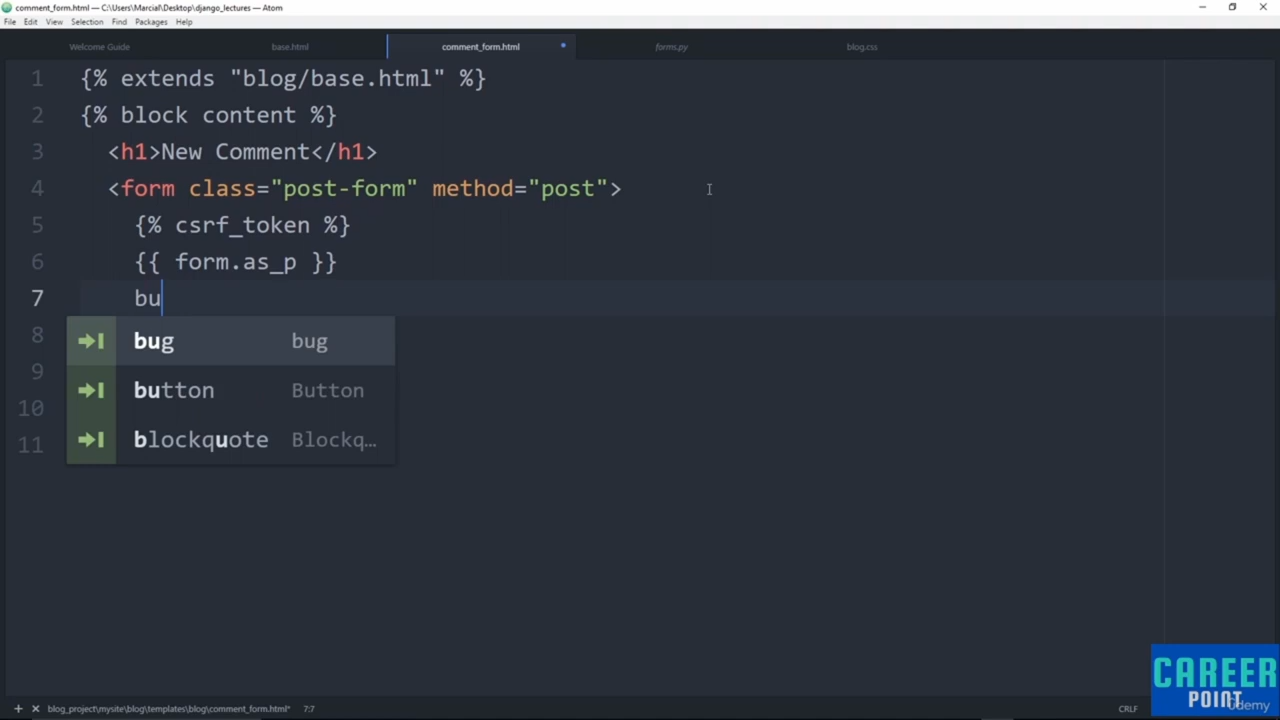 comment_form.html — C:\Users\Marcial\Desktop\django_lectures — Atom
File Edit View Selection Find Packages Help
Welcome Guide base.html comment_form.html forms.py blog.css
1 {% extends "blog/base.html" %}
2 {% block content %}
3 <h1>New Comment</h1>
4 <form class="post-form" method="post">
5 {% csrf_token %}
6 {{ form.as_p }}
7 bu
8 bug bug
9 button Button
10 blockquote Blockq...
11
CAREER
POINT
Udemy
blog_project\mysite\blog\templates\blog\comment_form.html* 7:7 CRLF